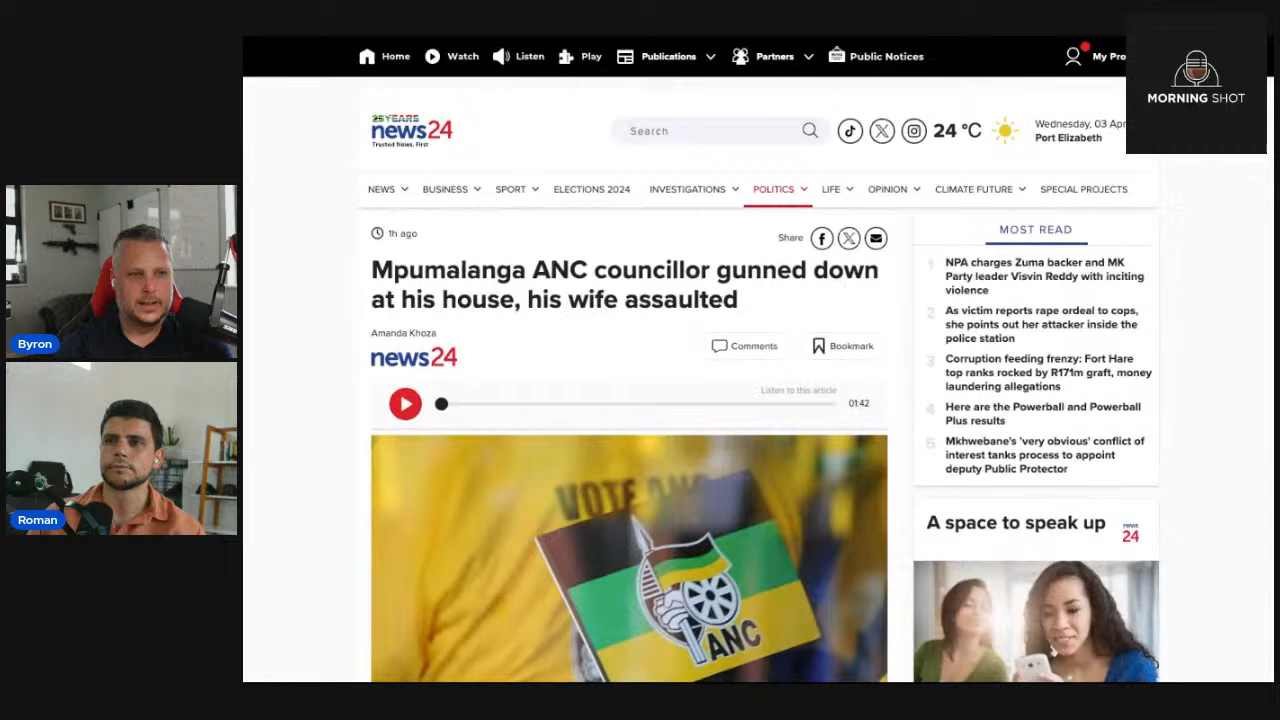 Home
Watch
Listen
Play
Publications
Partners
Public Notices
My Pro
MORNING SHOT
25 YEARS
news24
Trusted News. First
Search
24 °C
Wednesday, 03 Apr
Port Elizabeth
NEWS
BUSINESS
SPORT
ELECTIONS 2024
INVESTIGATIONS
POLITICS
LIFE
OPINION
CLIMATE FUTURE
SPECIAL PROJECTS
1h ago
Share
Mpumalanga ANC councillor gunned down
at his house, his wife assaulted
Amanda Khoza
news24
Comments
Bookmark
Listen to this article
01:42
VOTE ANC
ANC
MOST READ
1
NPA charges Zuma backer and MK
Party leader Visvin Reddy with inciting
violence
2
As victim reports rape ordeal to cops,
she points out her attacker inside the
police station
3
Corruption feeding frenzy: Fort Hare
top ranks rocked by R171m graft, money
laundering allegations
4
Here are the Powerball and Powerball
Plus results
5
Mkhwebane's 'very obvious' conflict of
interest tanks process to appoint
deputy Public Protector
A space to speak up
news
24
Byron
Roman